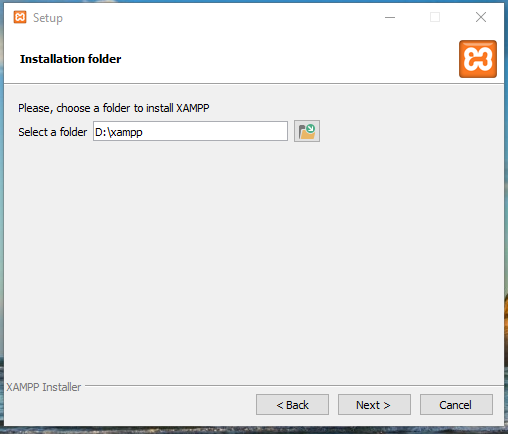 Setup
Installation folder
Please, choose a folder to install XAMPP
Select a folder D:\xampp
XAMPP Installer
< Back Next > Cancel